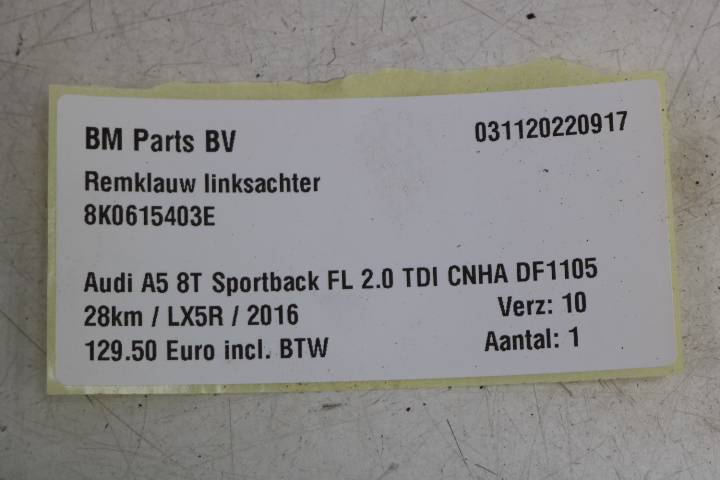 BM Parts BV 031120220917
Remklauw linksachter
8K0615403E
Audi A5 8T Sportback FL 2.0 TDI CNHA DF1105
28km / LX5R / 2016 Verz: 10
129.50 Euro incl. BTW Aantal: 1